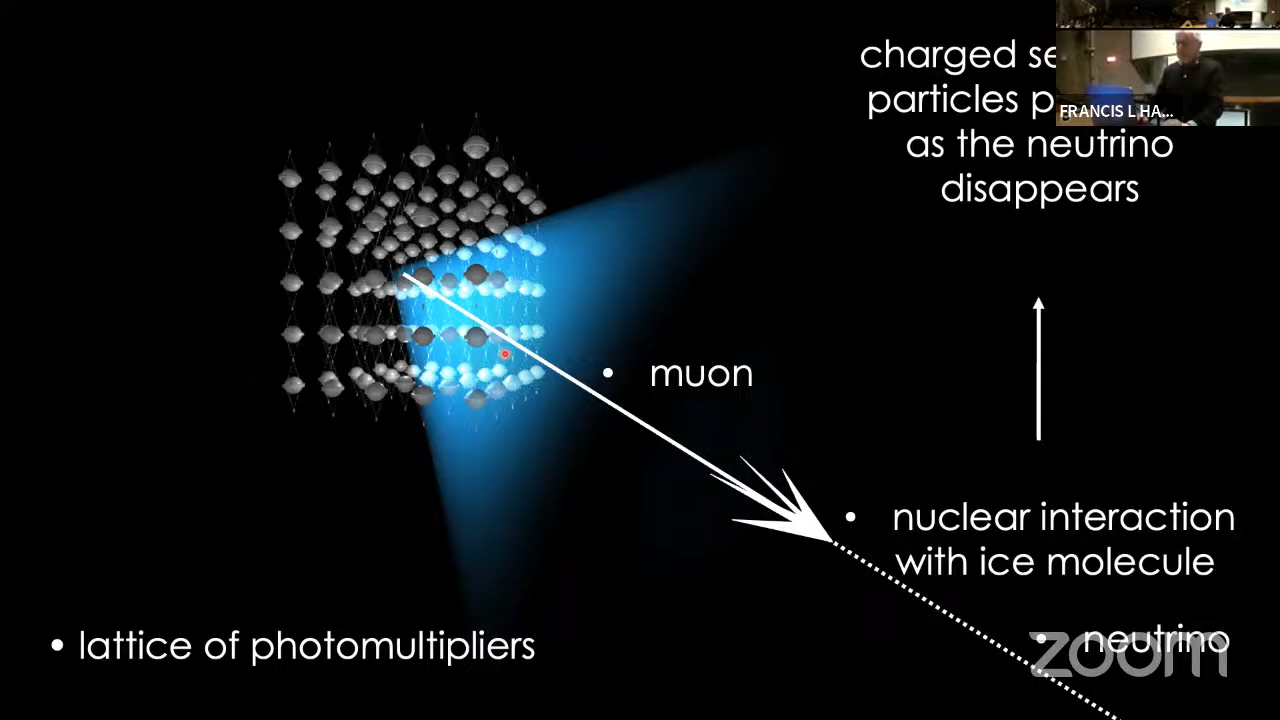 charged se
particles p
as the neutrino
disappears
FRANCIS L HA...
• muon
• nuclear interaction
with ice molecule
• neutrino
zoom
• lattice of photomultipliers